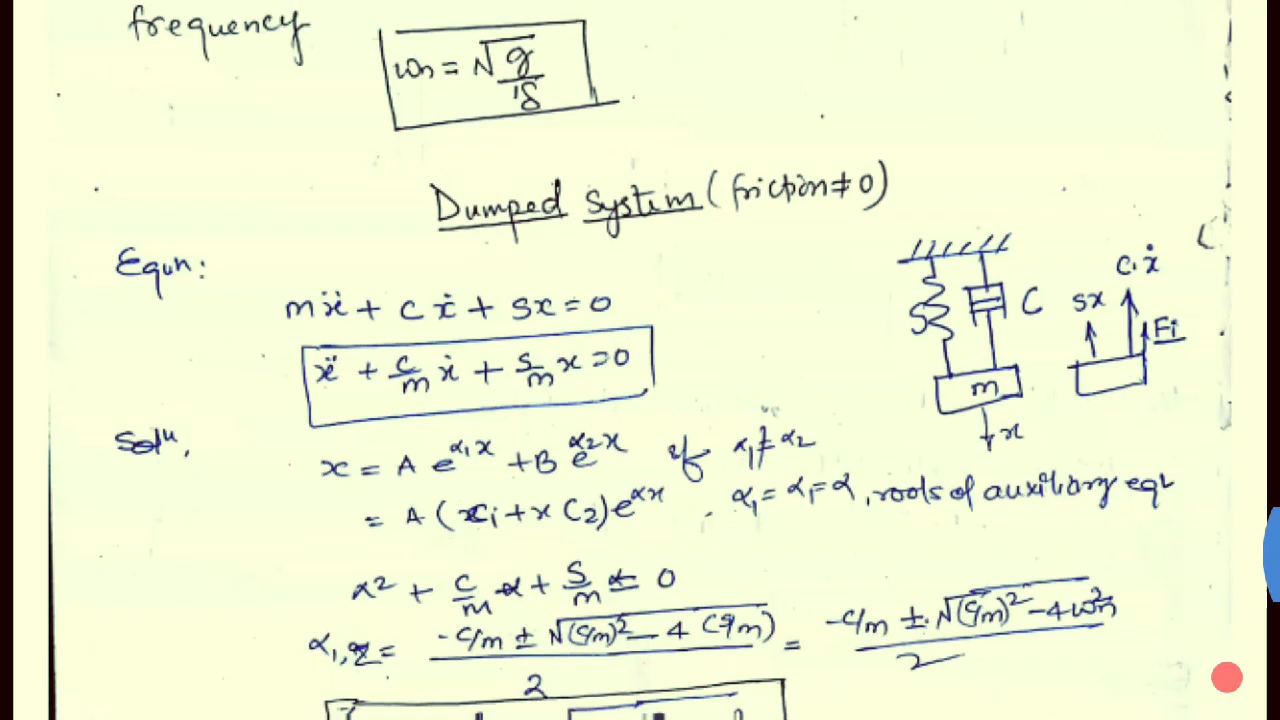 frequency
ωn = √g/δ
Dumped System (friction ≠ 0)
Equn:
mẍ + cẋ + sx = 0
ẍ + c/m ẋ + s/m x = 0
S C m x
sx C.ẋ Fi
Soln,
x = A e^α₁x + B e^α₂x if α₁ ≠ α₂
= A (C₁ + x C₂) e^αx . α₁ = α₁ = α, roots of auxiliary eqn
α² + c/m α + s/m = 0
α₁,₂ = (-c/m ± √((c/m)² - 4 (s/m))) / 2 = (-c/m ± √((c/m)² - 4ωn²)) / 2